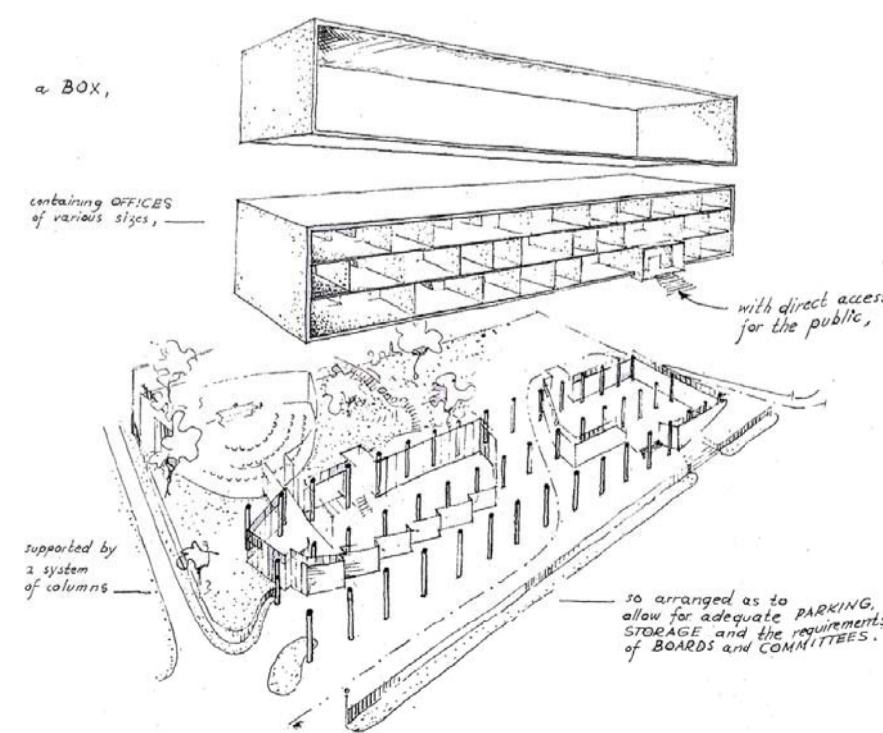 a BOX,
containing OFFICES
of various sizes,
with direct access
for the public,
supported by
a system
of columns
so arranged as to
allow for adequate PARKING,
STORAGE and the requirements
of BOARDS and COMMITTEES.